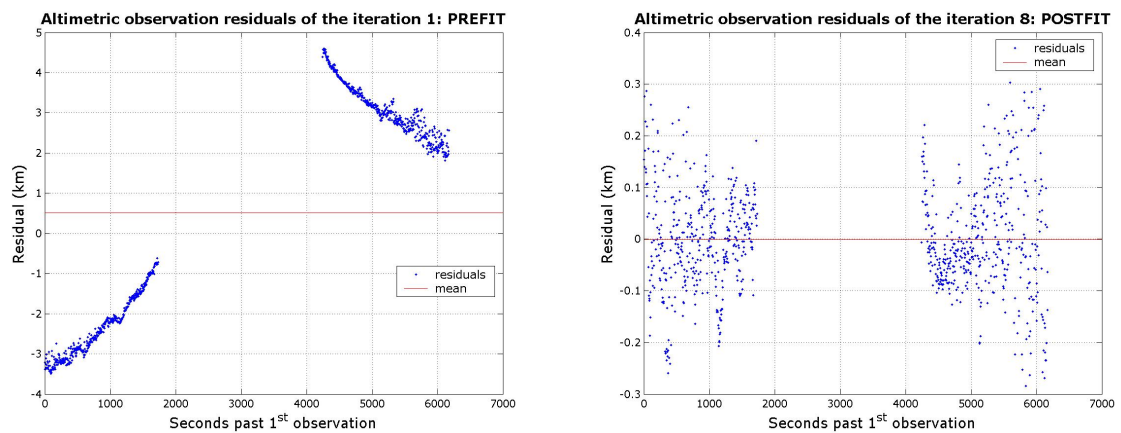 Altimetric observation residuals of the iteration 1: PREFIT
5
4
3
2
1
0
-1
-2
-3
-4
Residual (km)
residuals
mean
0 1000 2000 3000 4000 5000 6000 7000
Seconds past 1st observation
Altimetric observation residuals of the iteration 8: POSTFIT
0.4
0.3
0.2
0.1
0
-0.1
-0.2
-0.3
Residual (km)
residuals
mean
0 1000 2000 3000 4000 5000 6000 7000
Seconds past 1st observation